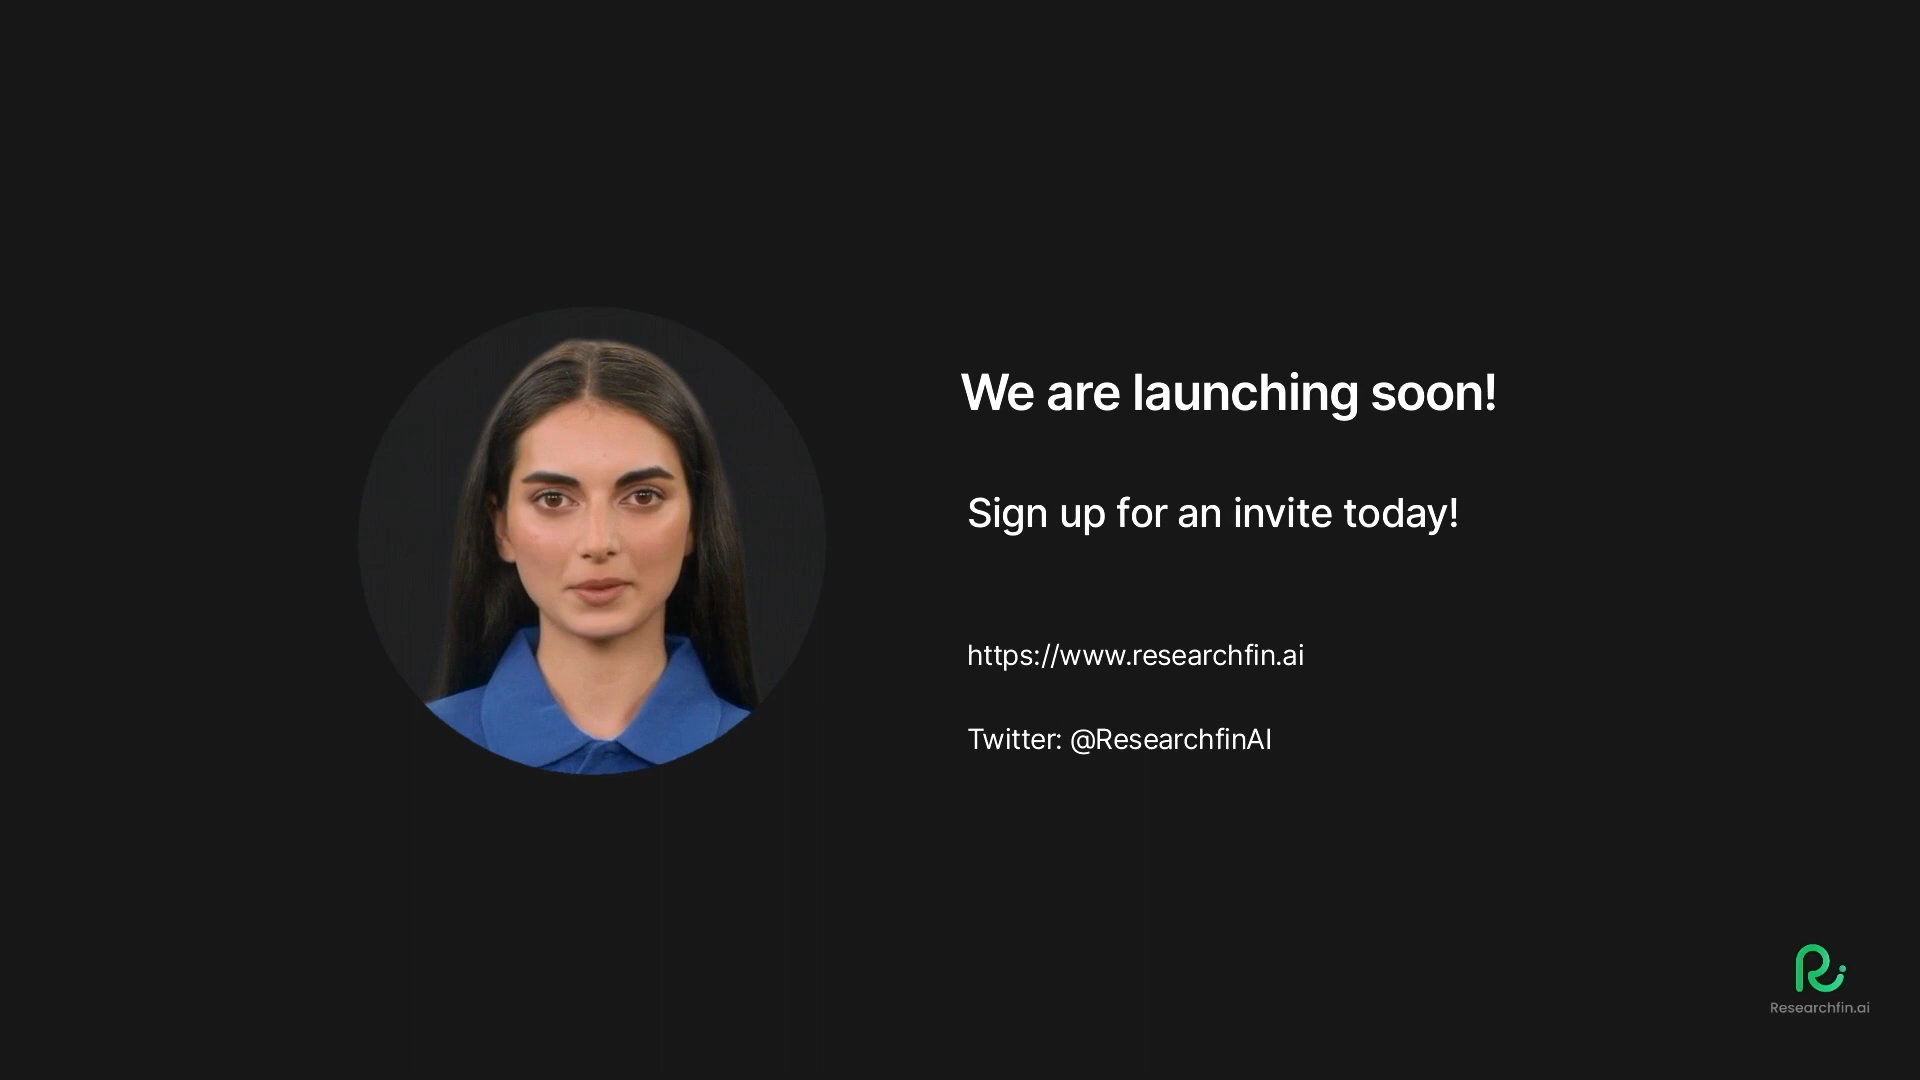 We are launching soon!
Sign up for an invite today!
https://www.researchfin.ai
Twitter: @ResearchfinAI
Researchfin.ai